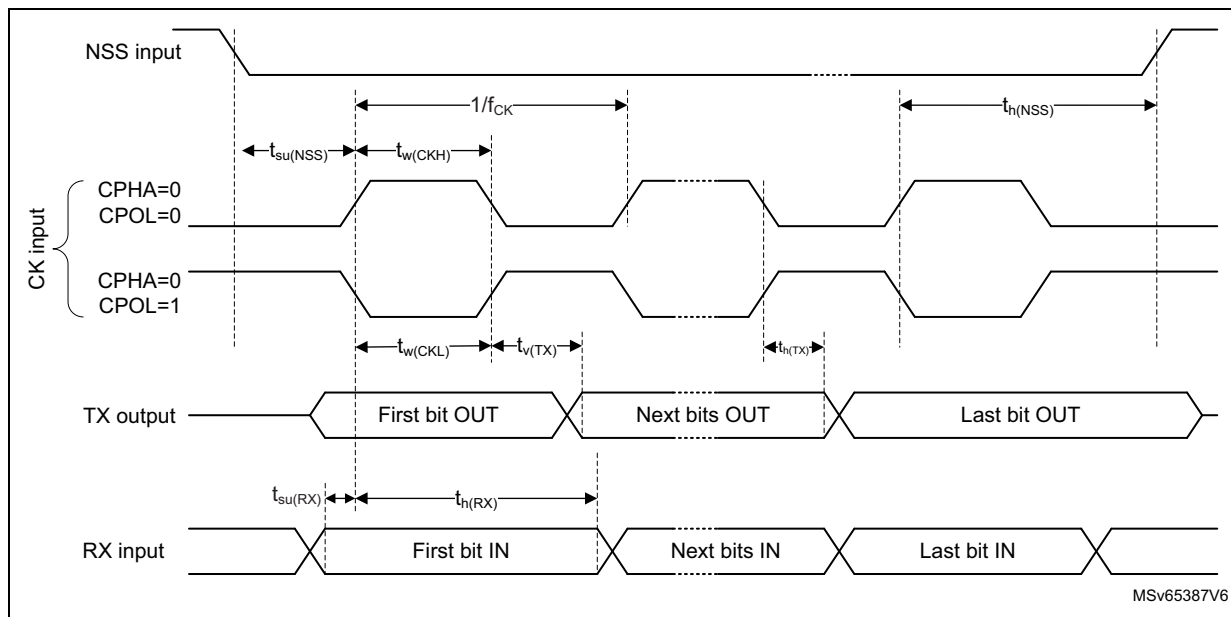 NSS input
1/fCK
th(NSS)
tsu(NSS)
tw(CKH)
CK input
CPHA=0
CPOL=0
CPHA=0
CPOL=1
tw(CKL)
tv(TX)
th(TX)
TX output
First bit OUT
Next bits OUT
Last bit OUT
tsu(RX)
th(RX)
RX input
First bit IN
Next bits IN
Last bit IN
MSv65387V6